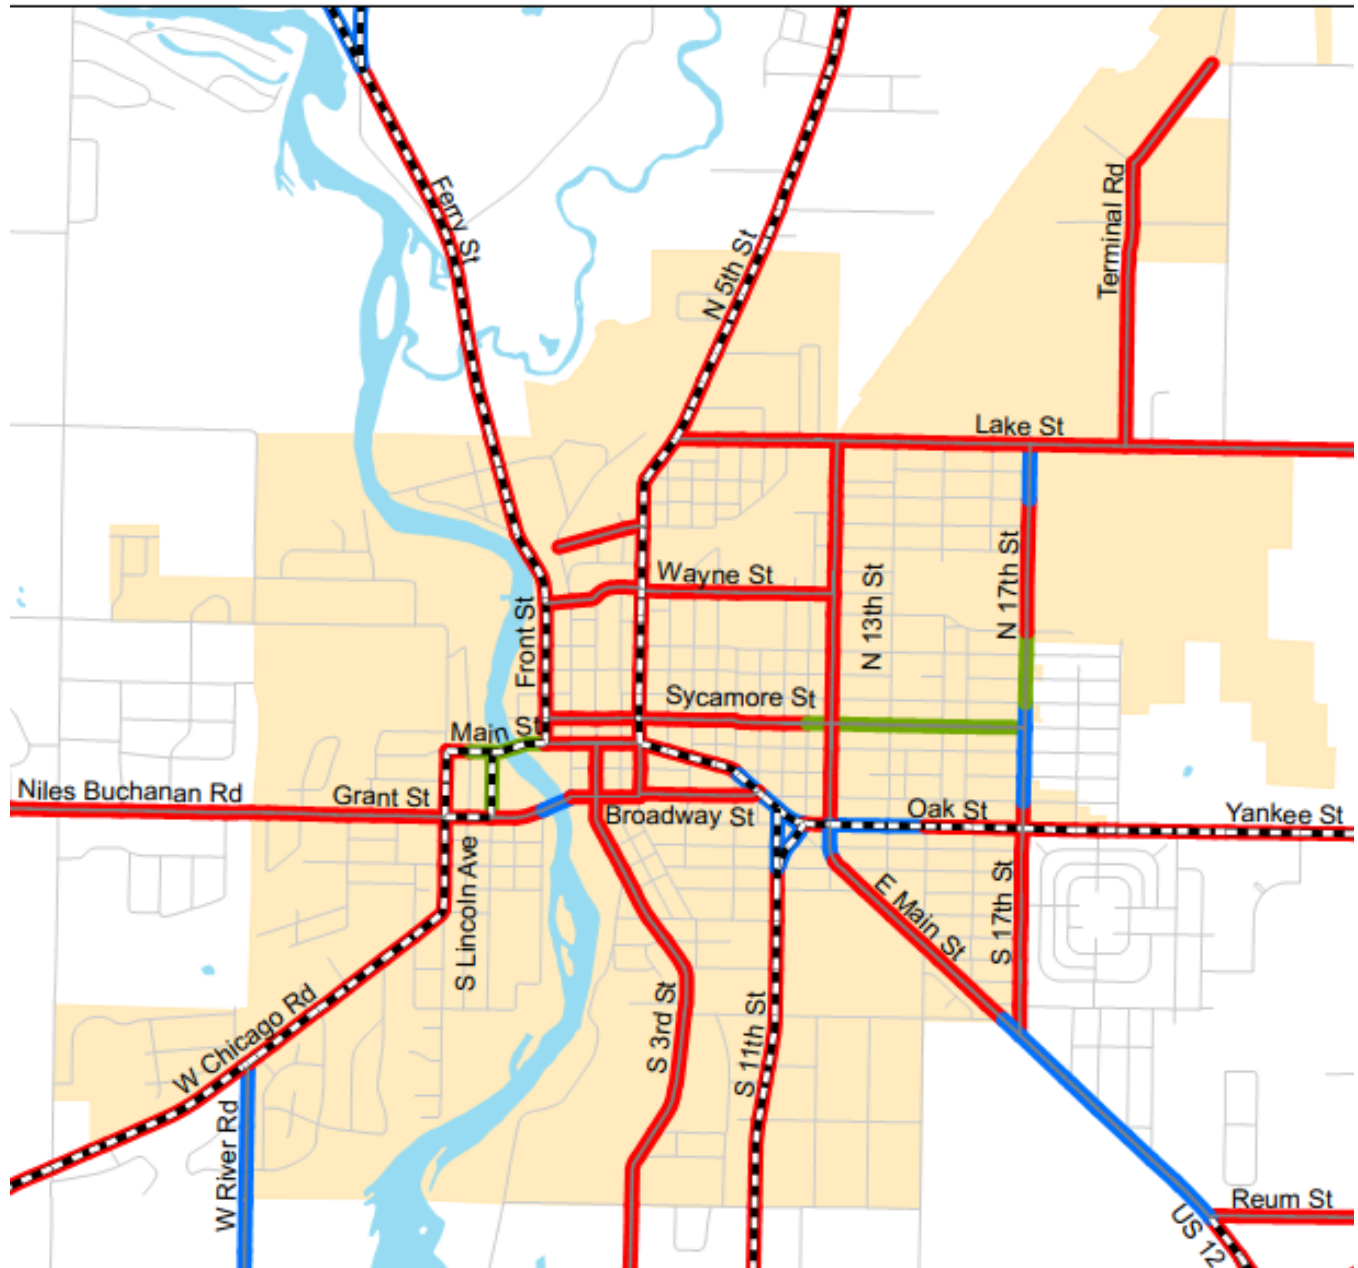 Ferry St
N 5th St
Terminal Rd
Lake St
Wayne St
N 13th St
N 17th St
Front St
Sycamore St
Main St
Niles Buchanan Rd
Grant St
Broadway St
Oak St
Yankee St
S Lincoln Ave
E Main St
S 17th St
W Chicago Rd
S 3rd St
S 11th St
W River Rd
Reum St
US 12